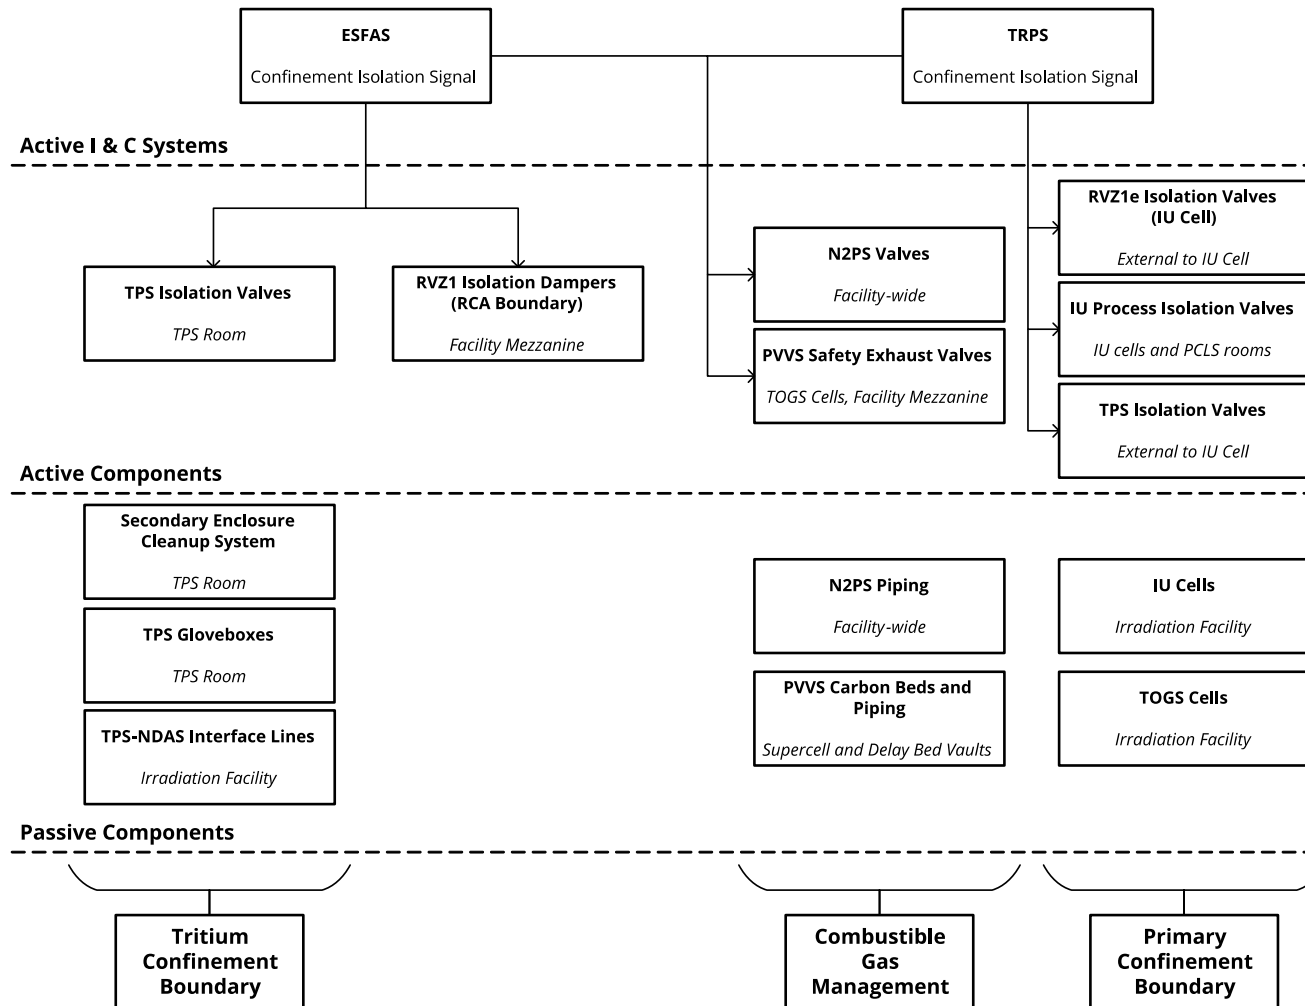 ESFAS
Confinement Isolation Signal
TRPS
Confinement Isolation Signal
Active I & C Systems
TPS Isolation Valves
TPS Room
RVZ1 Isolation Dampers
(RCA Boundary)
Facility Mezzanine
N2PS Valves
Facility-wide
PVVS Safety Exhaust Valves
TOGS Cells, Facility Mezzanine
RVZ1e Isolation Valves
(IU Cell)
External to IU Cell
IU Process Isolation Valves
IU cells and PCLS rooms
TPS Isolation Valves
External to IU Cell
Active Components
Secondary Enclosure
Cleanup System
TPS Room
TPS Gloveboxes
TPS Room
TPS-NDAS Interface Lines
Irradiation Facility
N2PS Piping
Facility-wide
PVVS Carbon Beds and
Piping
Supercell and Delay Bed Vaults
IU Cells
Irradiation Facility
TOGS Cells
Irradiation Facility
Passive Components
Tritium
Confinement
Boundary
Combustible
Gas
Management
Primary
Confinement
Boundary